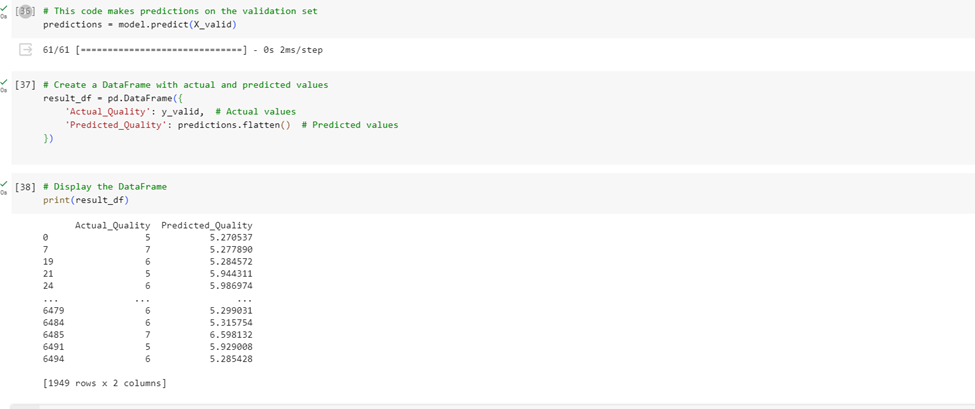 [35] # This code makes predictions on the validation set
predictions = model.predict(X_valid)
61/61 [==============================] - 0s 2ms/step
[37] # Create a DataFrame with actual and predicted values
result_df = pd.DataFrame({
'Actual_Quality': y_valid,  # Actual values
'Predicted_Quality': predictions.flatten()  # Predicted values
})
[38] # Display the DataFrame
print(result_df)
Actual_Quality  Predicted_Quality
0 5 5.270537
7 7 5.277890
19 6 5.284572
21 5 5.944311
24 6 5.986974
... ... ...
6479 6 5.299031
6484 6 5.315754
6485 7 6.598132
6491 5 5.929008
6494 6 5.285428
[1949 rows x 2 columns]
0s
0s
0s